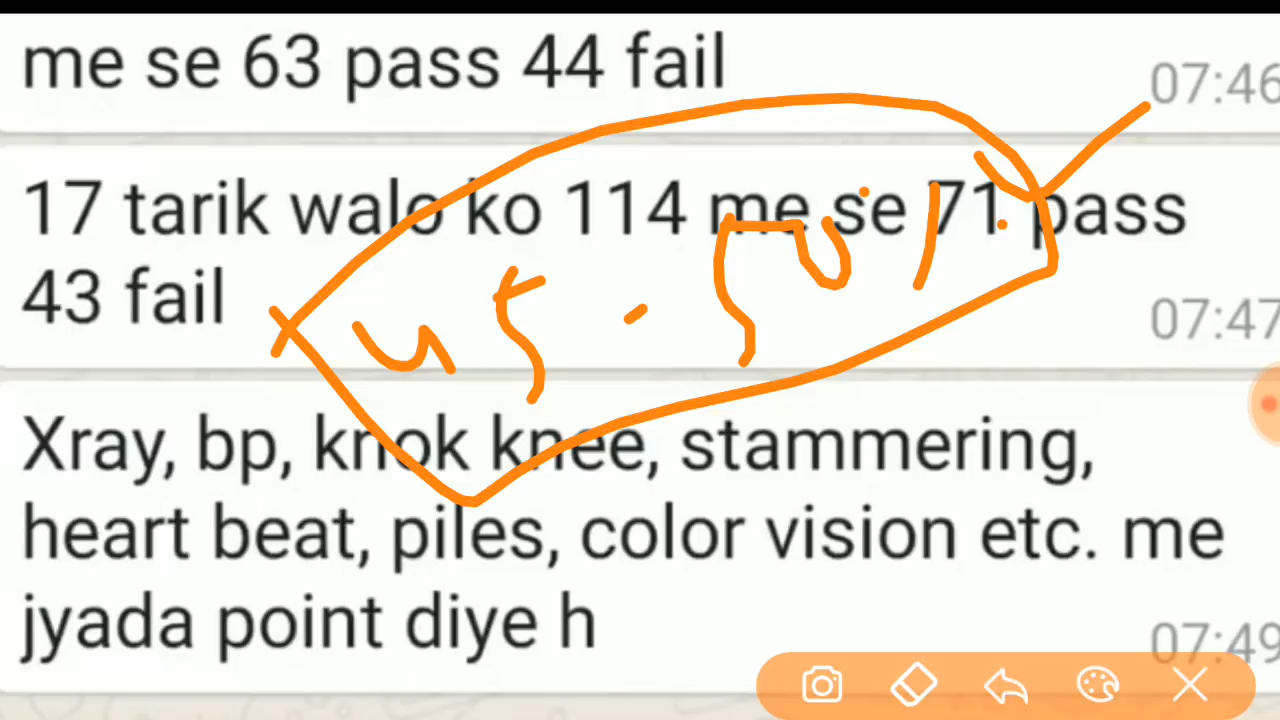 me se 63 pass 44 fail
07:46
17 tarik walo ko 114 me se 71 pass
43 fail
07:47
45.50%
Xray, bp, knok knee, stammering,
heart beat, piles, color vision etc. me
jyada point diye h
07:49